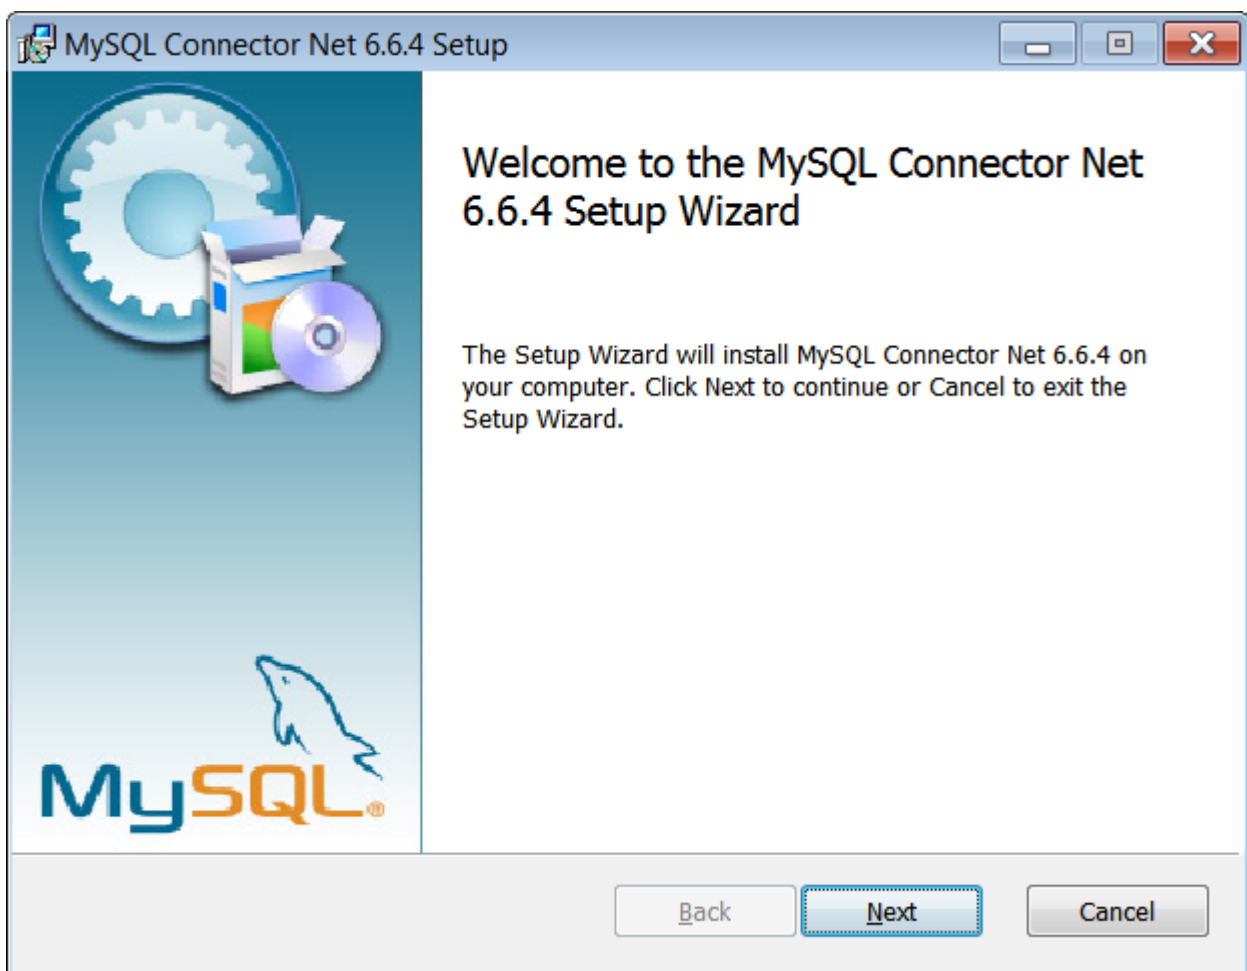 MySQL Connector Net 6.6.4 Setup
Welcome to the MySQL Connector Net
6.6.4 Setup Wizard
The Setup Wizard will install MySQL Connector Net 6.6.4 on
your computer. Click Next to continue or Cancel to exit the
Setup Wizard.
MySQL®
Back Next Cancel